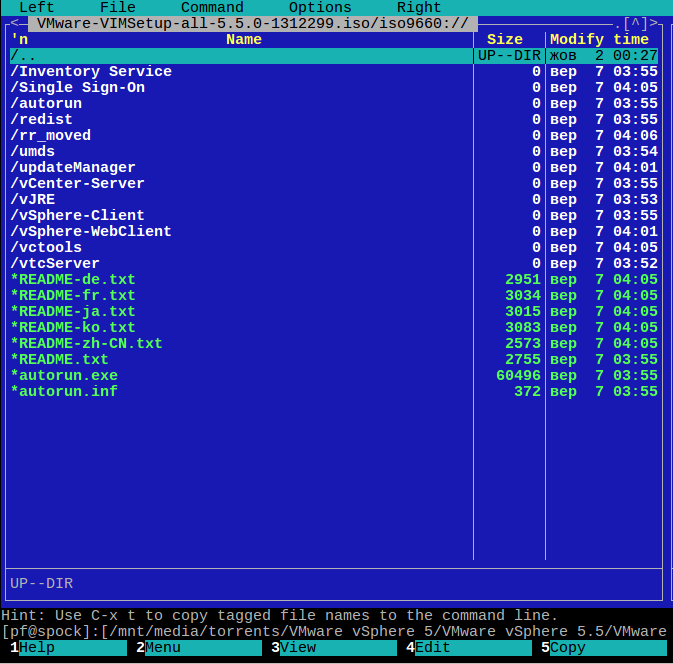 Left File Command Options Right
<─ VMware-VIMSetup-all-5.5.0-1312299.iso/iso9660:// ─.[^]>
'n Name Size Modify time
/.. UP--DIR жов 2 00:27
/Inventory Service 0 вер 7 03:55
/Single Sign-On 0 вер 7 04:05
/autorun 0 вер 7 03:55
/redist 0 вер 7 03:55
/rr_moved 0 вер 7 04:06
/umds 0 вер 7 03:54
/updateManager 0 вер 7 04:01
/vCenter-Server 0 вер 7 03:55
/vJRE 0 вер 7 03:53
/vSphere-Client 0 вер 7 03:55
/vSphere-WebClient 0 вер 7 04:01
/vctools 0 вер 7 04:05
/vtcServer 0 вер 7 03:52
*README-de.txt 2951 вер 7 04:05
*README-fr.txt 3034 вер 7 04:05
*README-ja.txt 3015 вер 7 04:05
*README-ko.txt 3083 вер 7 04:05
*README-zh-CN.txt 2573 вер 7 04:05
*README.txt 2755 вер 7 03:55
*autorun.exe 60496 вер 7 03:55
*autorun.inf 372 вер 7 03:55
UP--DIR
Hint: Use C-x t to copy tagged file names to the command line.
[pf@spock]:[/mnt/media/torrents/VMware vSphere 5/VMware vSphere 5.5/VMware
1Help 2Menu 3View 4Edit 5Copy